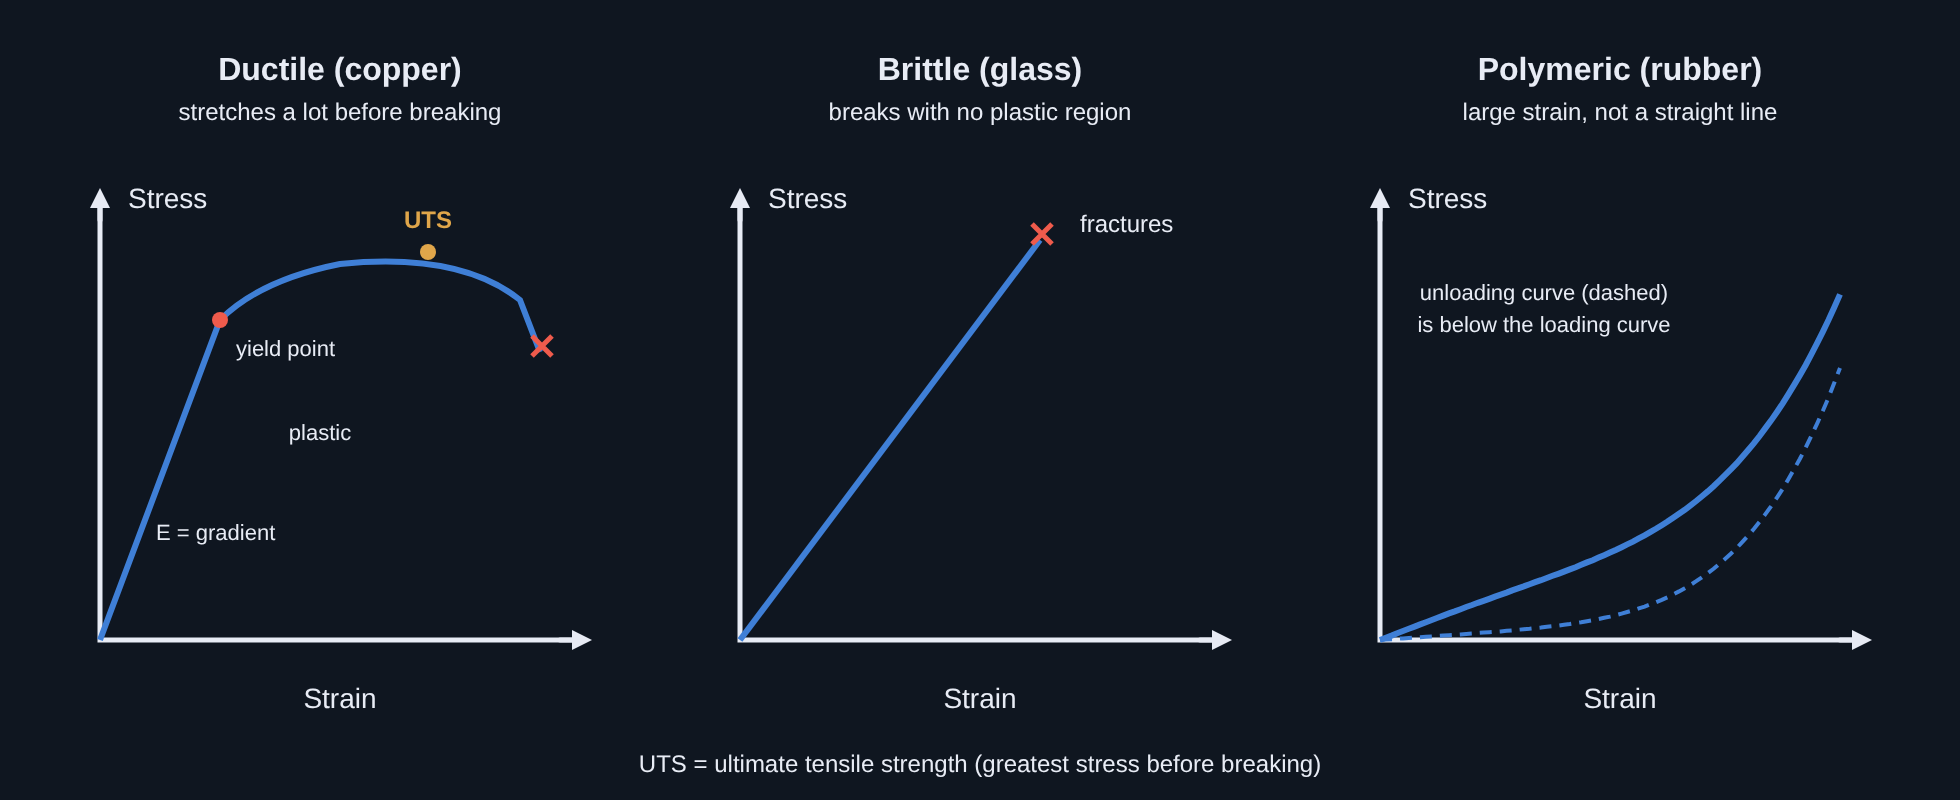 Ductile (copper)
stretches a lot before breaking
Stress
UTS
yield point
plastic
E = gradient
Strain
Brittle (glass)
breaks with no plastic region
Stress
fractures
Strain
Polymeric (rubber)
large strain, not a straight line
Stress
unloading curve (dashed)
is below the loading curve
Strain
UTS = ultimate tensile strength (greatest stress before breaking)